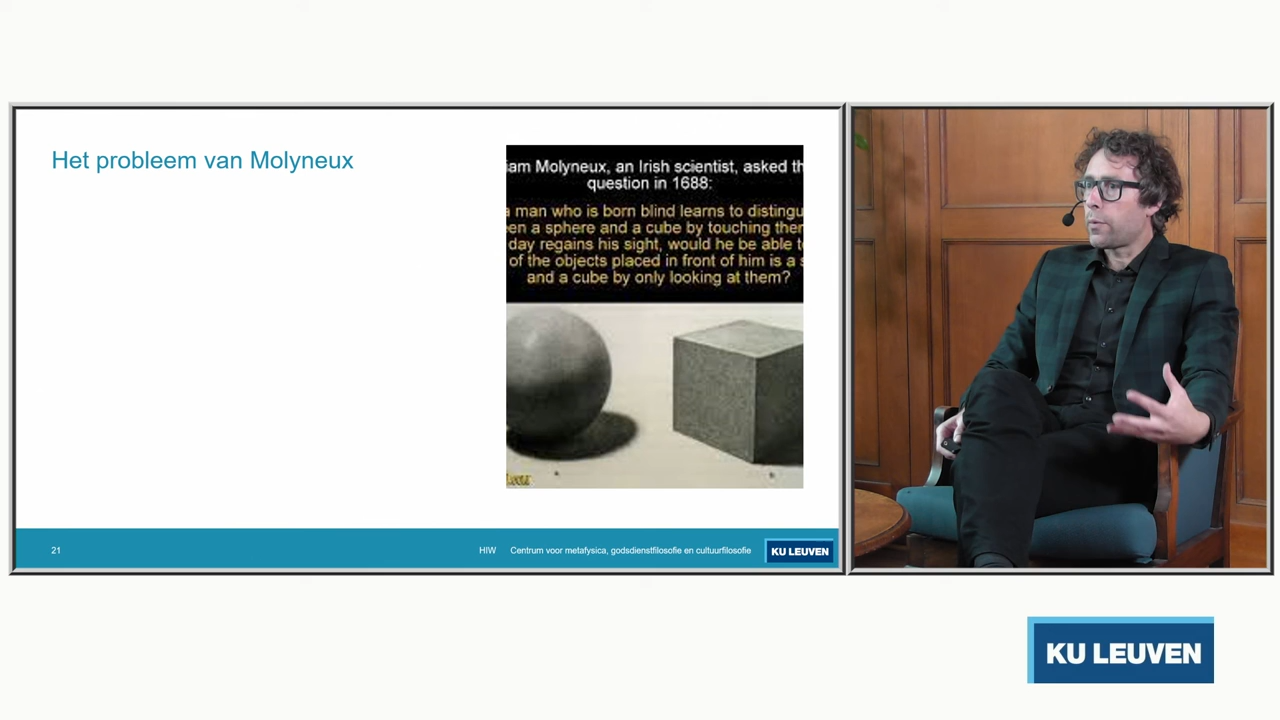 Het probleem van Molyneux
iam Molyneux, an Irish scientist, asked th
question in 1688:
a man who is born blind learns to distingu
en a sphere and a cube by touching ther
day regains his sight, would he be able t
of the objects placed in front of him is a s
and a cube by only looking at them?
21
HIW Centrum voor metafysica, godsdienstfilosofie en cultuurfilosofie KU LEUVEN
KU LEUVEN